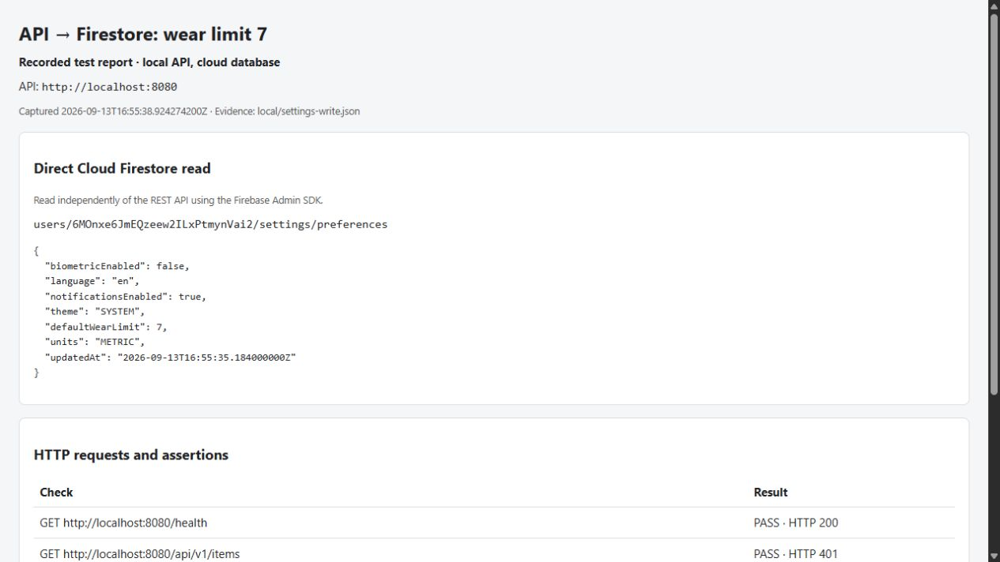 API → Firestore: wear limit 7
Recorded test report · local API, cloud database
API: http://localhost:8080
Captured 2026-09-13T16:55:38.924274200Z · Evidence: local/settings-write.json
Direct Cloud Firestore read
Read independently of the REST API using the Firebase Admin SDK.
users/6MOnxe6JmEQzeew2ILxPtmynVai2/settings/preferences
{
"biometricEnabled": false,
"language": "en",
"notificationsEnabled": true,
"theme": "SYSTEM",
"defaultWearLimit": 7,
"units": "METRIC",
"updatedAt": "2026-09-13T16:55:35.184000000Z"
}
HTTP requests and assertions
Check Result
GET http://localhost:8080/health PASS · HTTP 200
GET http://localhost:8080/api/v1/items PASS · HTTP 401